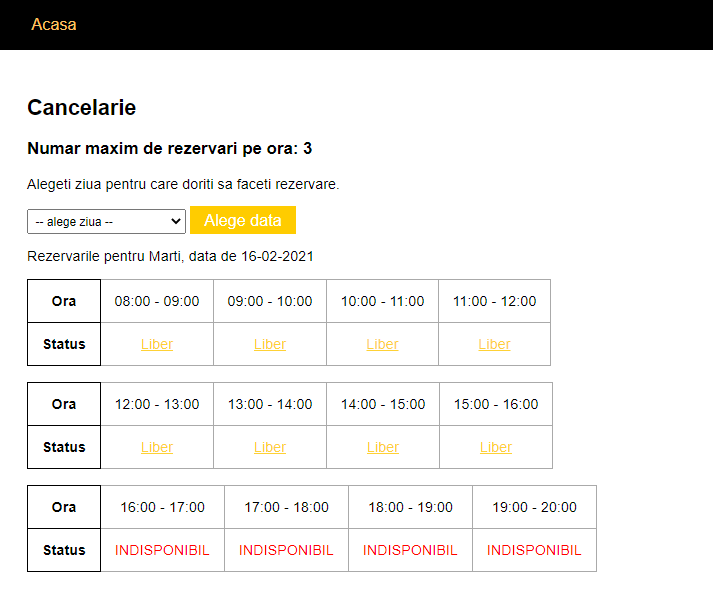 Acasa
Cancelarie
Numar maxim de rezervari pe ora: 3
Alegeti ziua pentru care doriti sa faceti rezervare.
-- alege ziua -- Alege data
Rezervarile pentru Marti, data de 16-02-2021
Ora 08:00 - 09:00 09:00 - 10:00 10:00 - 11:00 11:00 - 12:00
Status Liber Liber Liber Liber
Ora 12:00 - 13:00 13:00 - 14:00 14:00 - 15:00 15:00 - 16:00
Status Liber Liber Liber Liber
Ora 16:00 - 17:00 17:00 - 18:00 18:00 - 19:00 19:00 - 20:00
Status INDISPONIBIL INDISPONIBIL INDISPONIBIL INDISPONIBIL